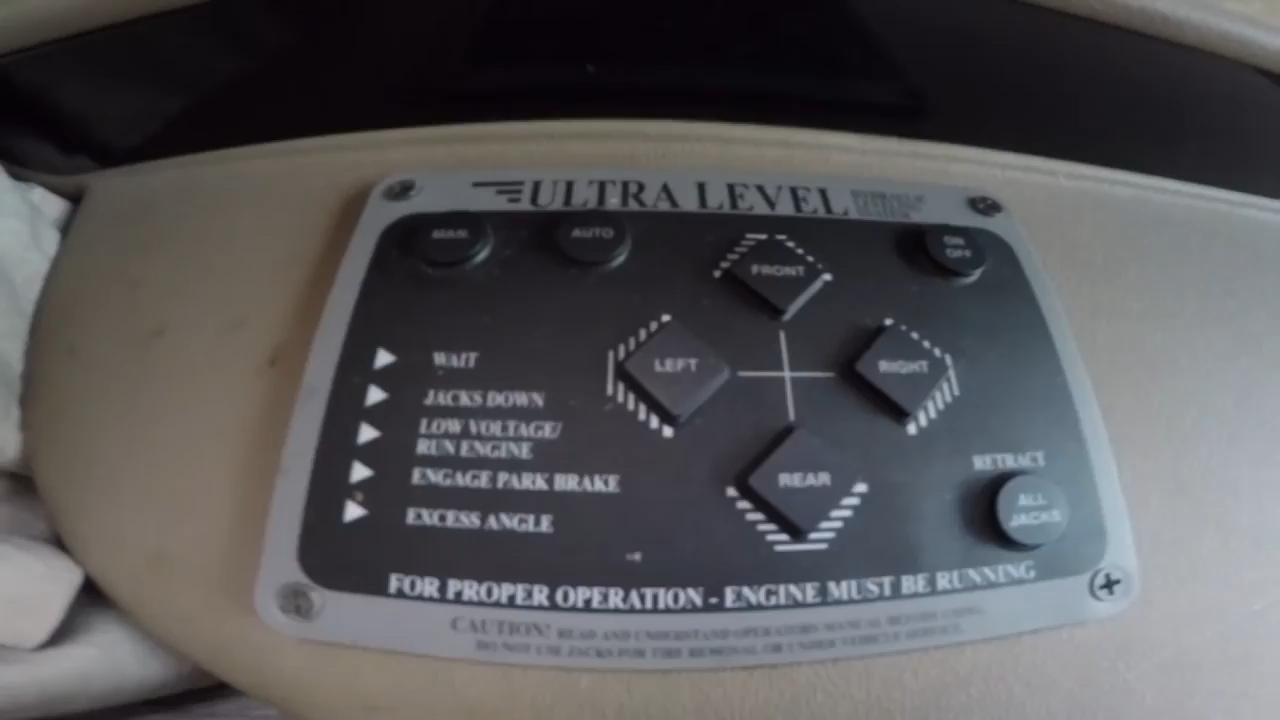 ULTRA LEVEL
MAN. AUTO
ON
OFF
FRONT
LEFT
RIGHT
REAR
WAIT
JACKS DOWN
LOW VOLTAGE/
RUN ENGINE
ENGAGE PARK BRAKE
EXCESS ANGLE
RETRACT
ALL
JACKS
FOR PROPER OPERATION - ENGINE MUST BE RUNNING
CAUTION! READ AND UNDERSTAND OPERATORS MANUAL BEFORE USING.
DO NOT USE JACKS FOR TIRE REMOVAL OR UNDER VEHICLE SERVICE.